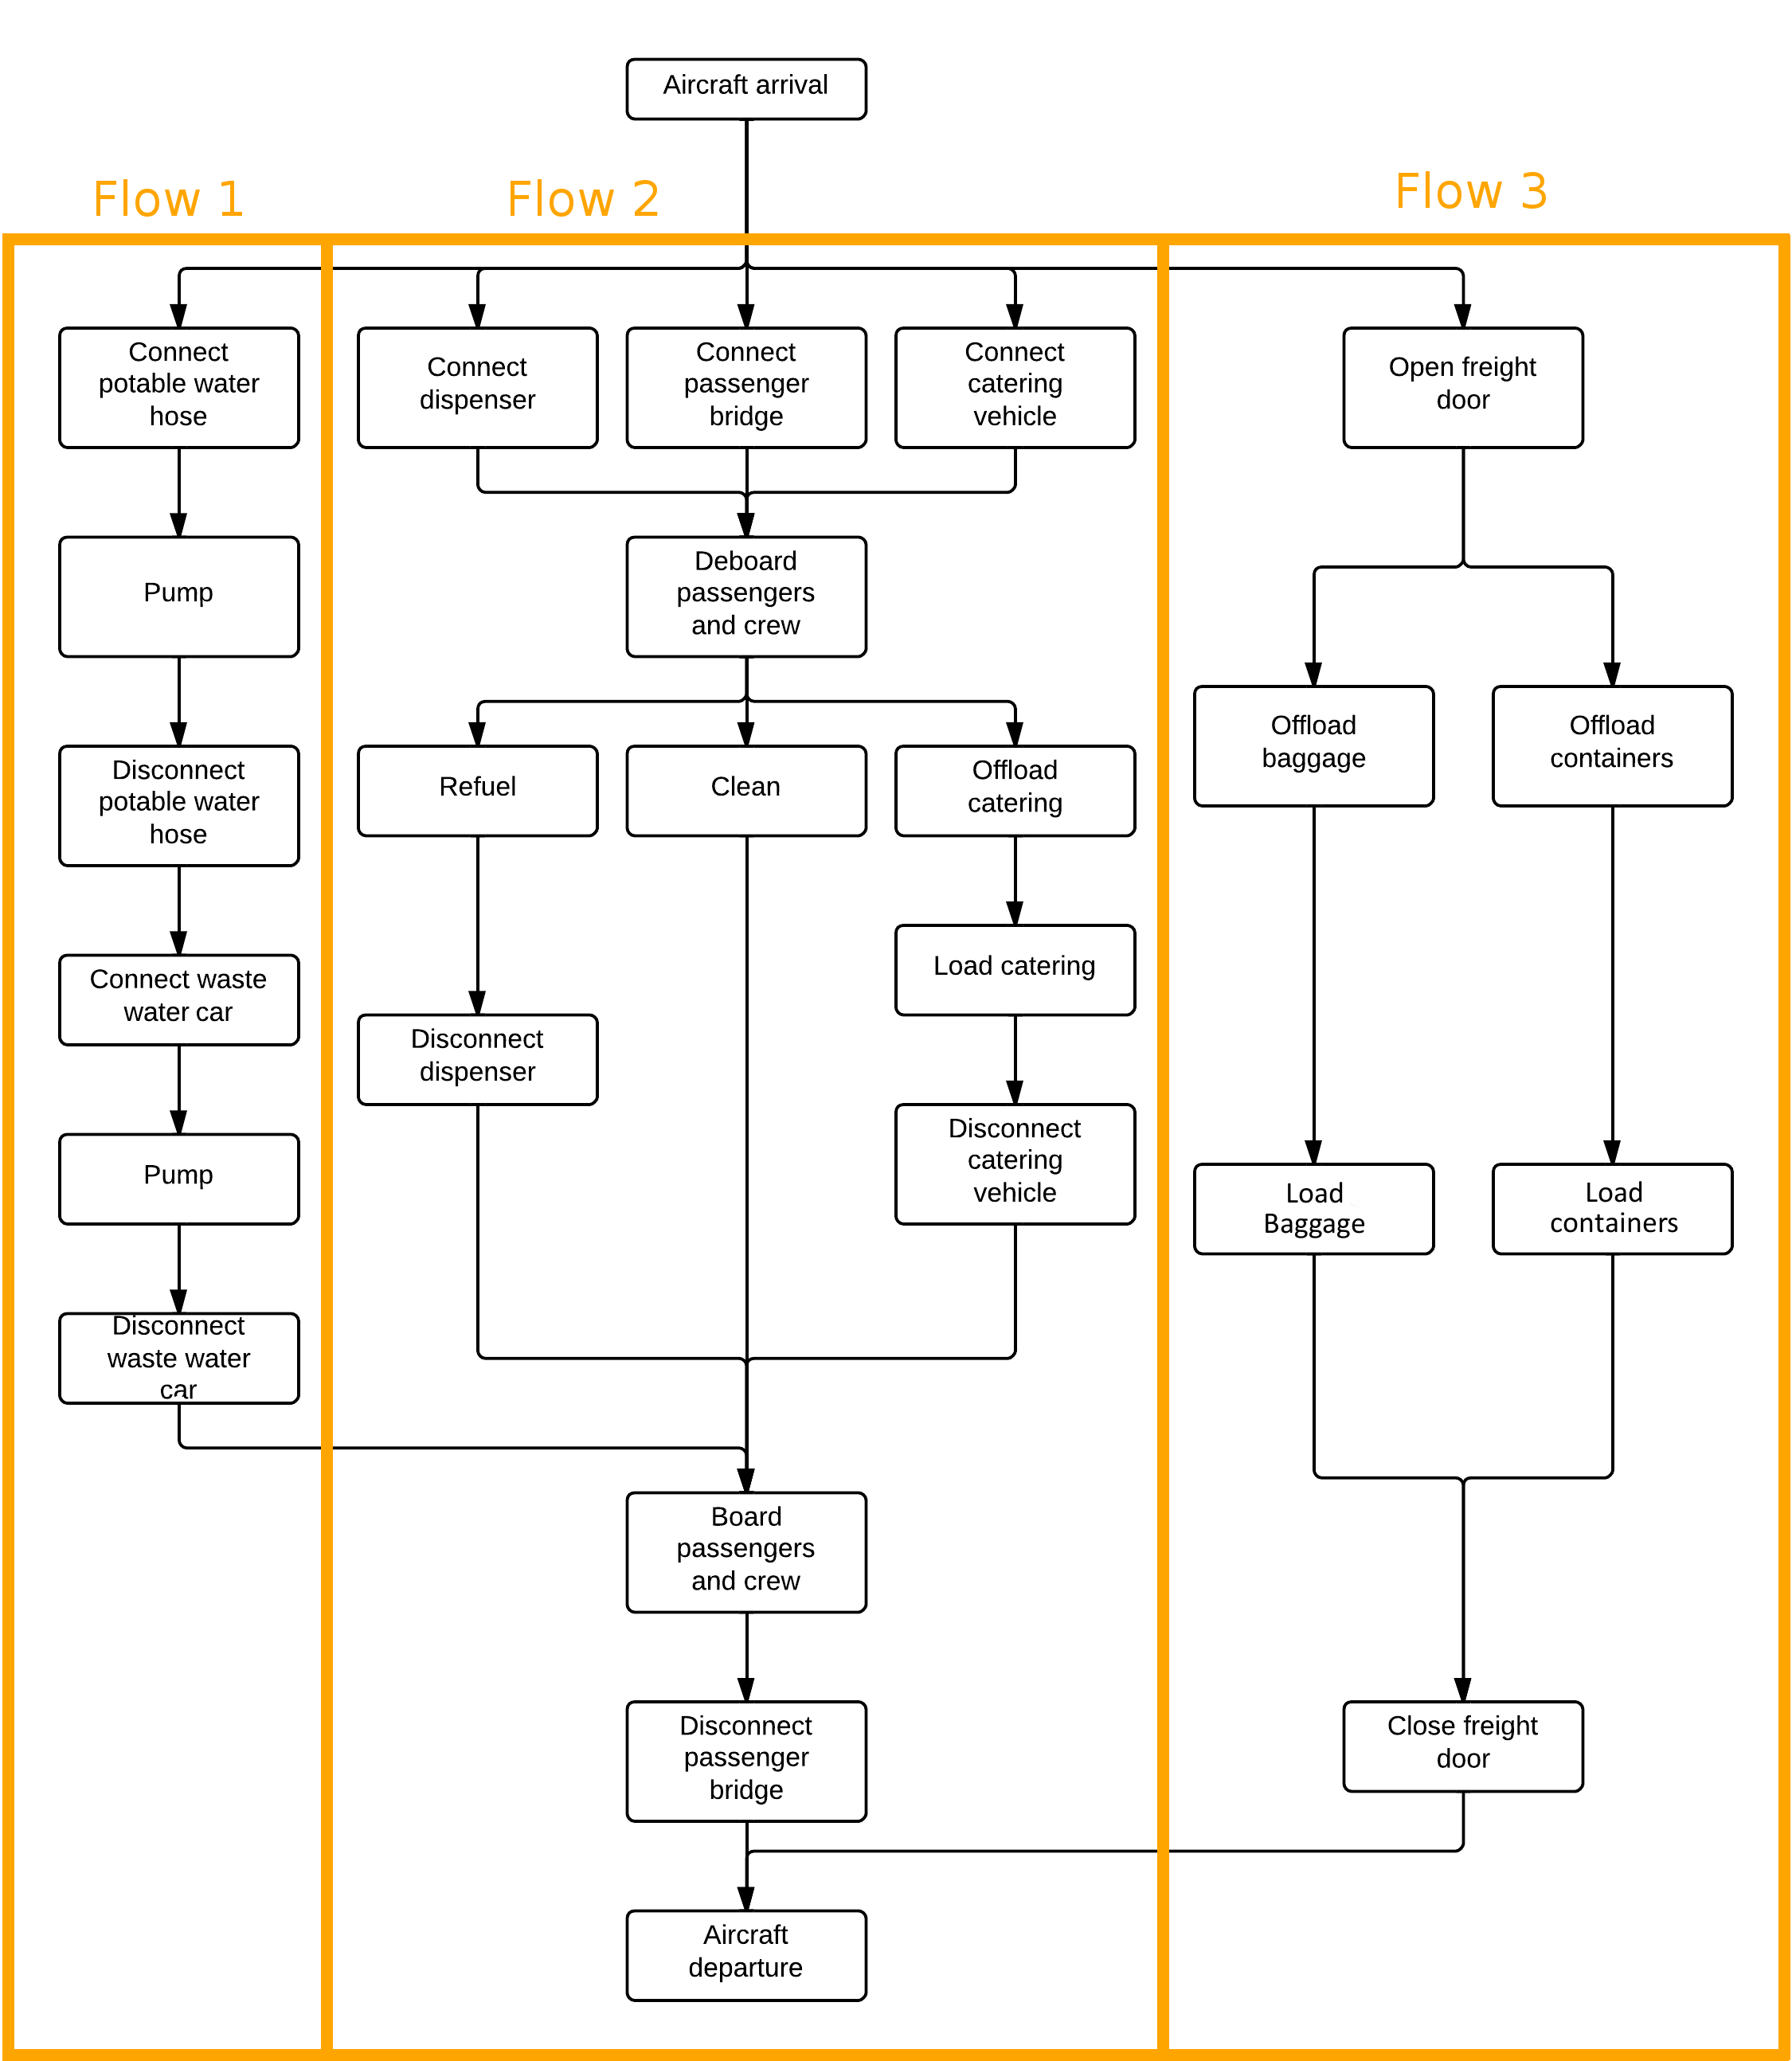 Aircraft arrival
Flow 1
Flow 2
Flow 3
Connect
potable water
hose
Connect
dispenser
Connect
passenger
bridge
Connect
catering
vehicle
Open freight
door
Pump
Deboard
passengers
and crew
Disconnect
potable water
hose
Refuel
Clean
Offload
catering
Offload
baggage
Offload
containers
Connect waste
water car
Load catering
Disconnect
dispenser
Pump
Disconnect
catering
vehicle
Load
Baggage
Load
containers
Disconnect
waste water
car
Board
passengers
and crew
Disconnect
passenger
bridge
Close freight
door
Aircraft
departure